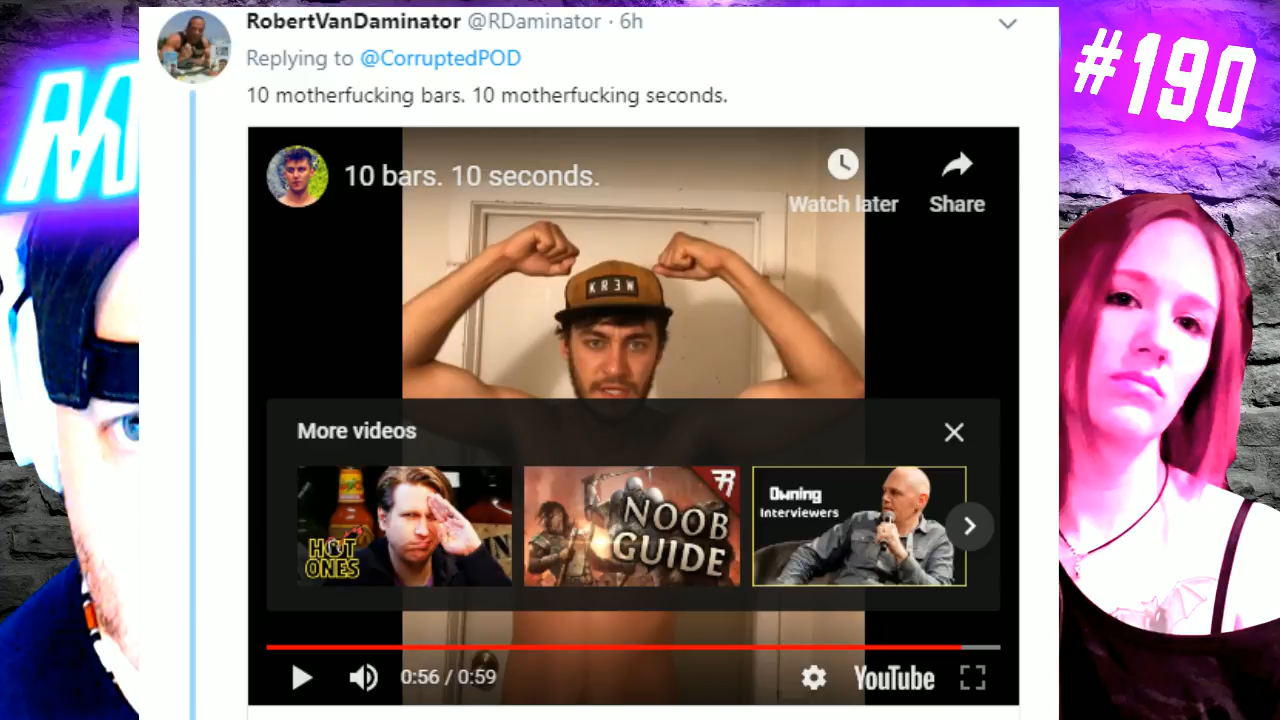 RobertVanDaminator @RDaminator · 6h
#190
Replying to @CorruptedPOD
10 motherfucking bars. 10 motherfucking seconds.
10 bars. 10 seconds.
Watch later
Share
KR3W
More videos
HOT
ONES
NOOB
GUIDE
Owning
Interviewers
0:56 / 0:59
YouTube